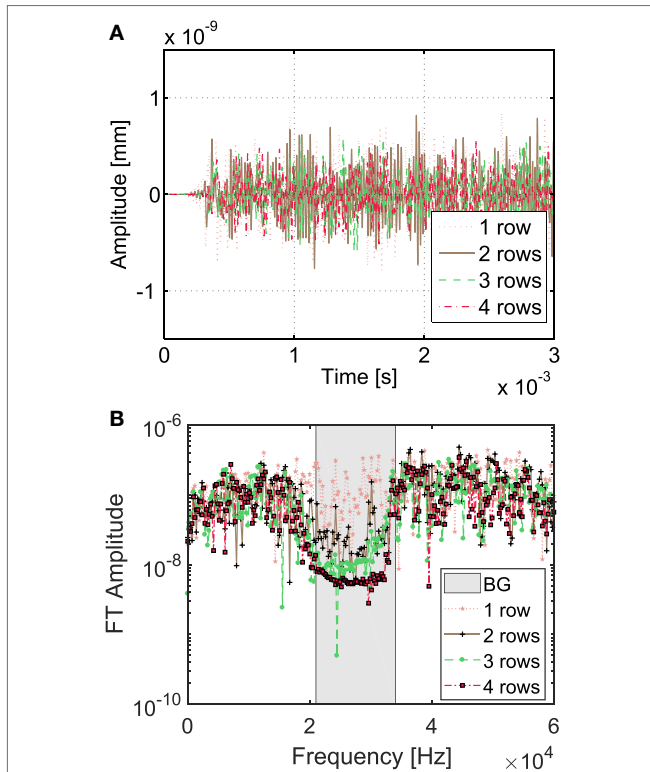 A
x 10^-9
1
0
-1
Amplitude [mm]
1 row
2 rows
3 rows
4 rows
0 1 2 3
Time [s]
x 10^-3
B
10^-6
10^-8
10^-10
FT Amplitude
BG
1 row
2 rows
3 rows
4 rows
0 2 4 6
Frequency [Hz]
×10^4